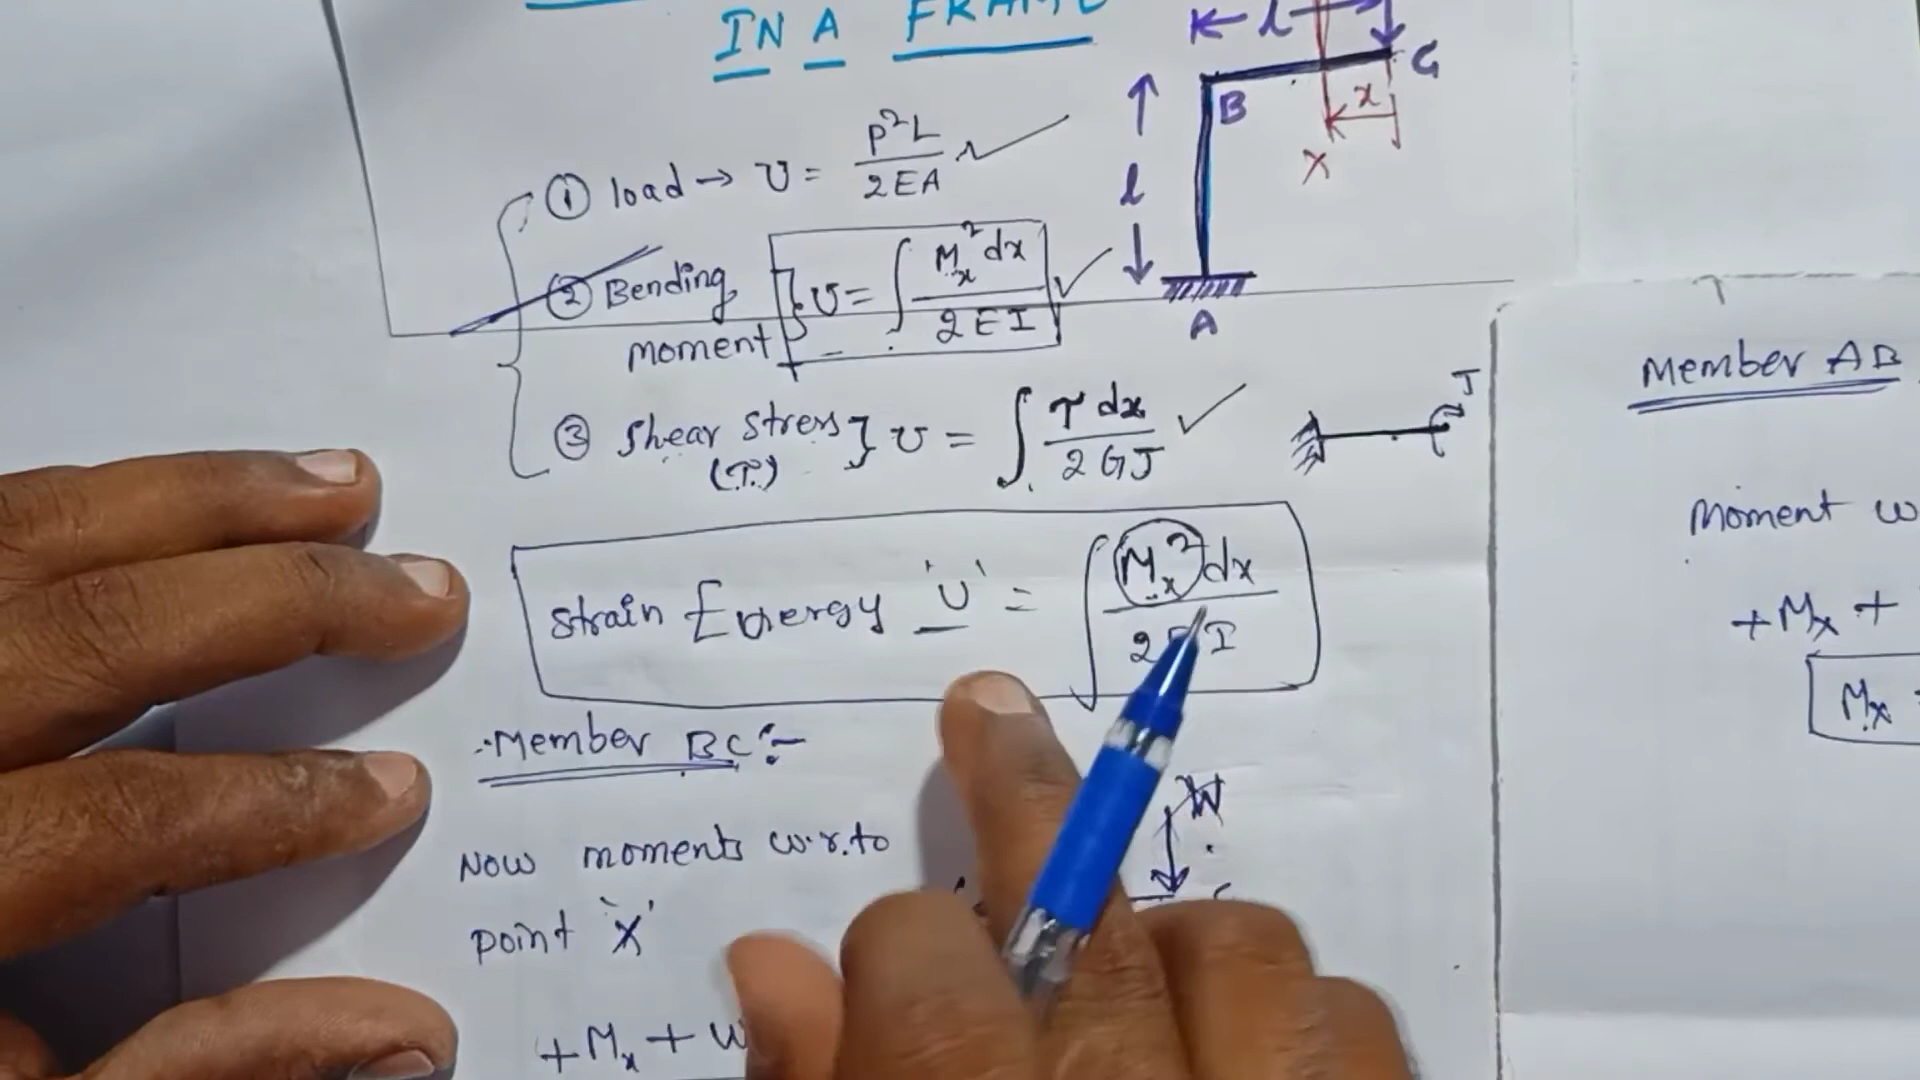 IN A FRAME
l
C
B
x
X
l
A
① load → U = P²L / 2EA
② Bending moment } U = ∫ Mx² dx / 2EI
③ Shear stress (τ) } U = ∫ τ dx / 2GJ
J
Strain Energy 'U' = ∫ Mx² dx / 2 I
Member BC :-
Now moments w.r.to
point 'X'
W
+Mx + W
Member AB
Moment w
+Mx +
Mx